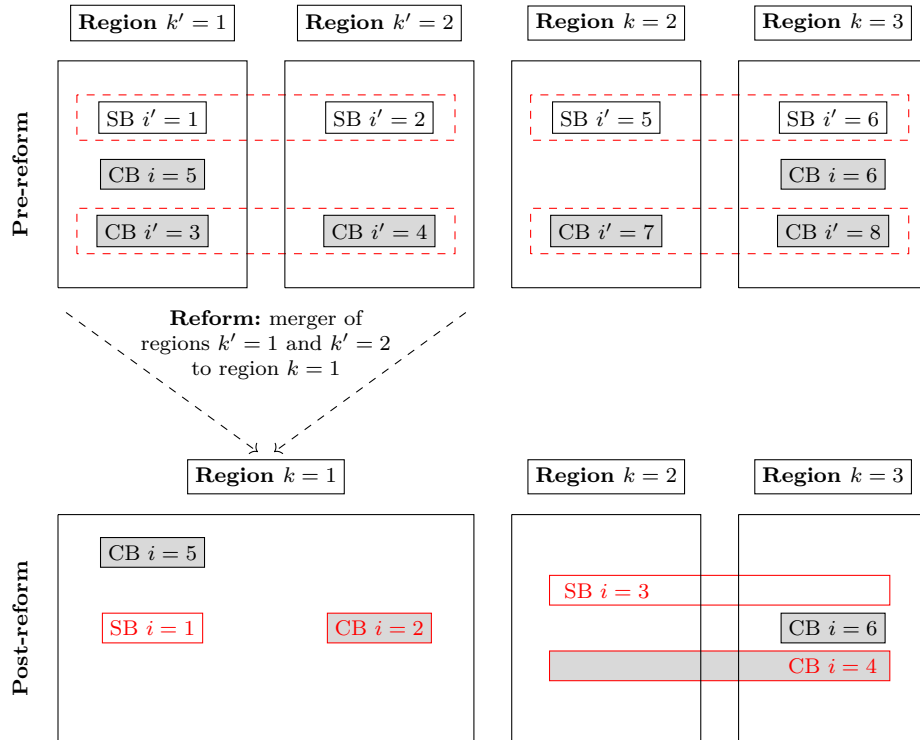 Region k′ = 1
Region k′ = 2
Region k = 2
Region k = 3
Pre-reform
SB i′ = 1
SB i′ = 2
SB i′ = 5
SB i′ = 6
CB i = 5
CB i = 6
CB i′ = 3
CB i′ = 4
CB i′ = 7
CB i′ = 8
Reform: merger of
regions k′ = 1 and k′ = 2
to region k = 1
Region k = 1
Region k = 2
Region k = 3
Post-reform
CB i = 5
SB i = 3
SB i = 1
CB i = 2
CB i = 6
CB i = 4